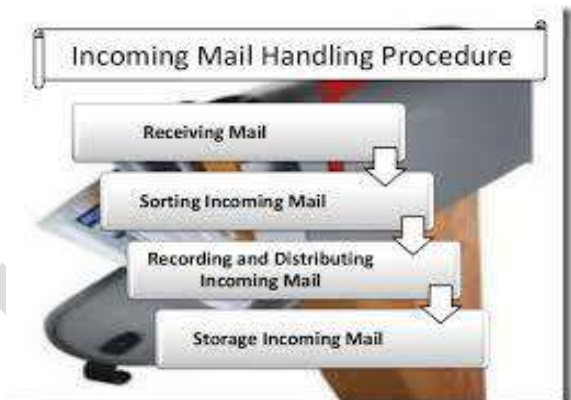 Incoming Mail Handling Procedure
Receiving Mail
Sorting Incoming Mail
Recording and Distributing
Incoming Mail
Storage Incoming Mail